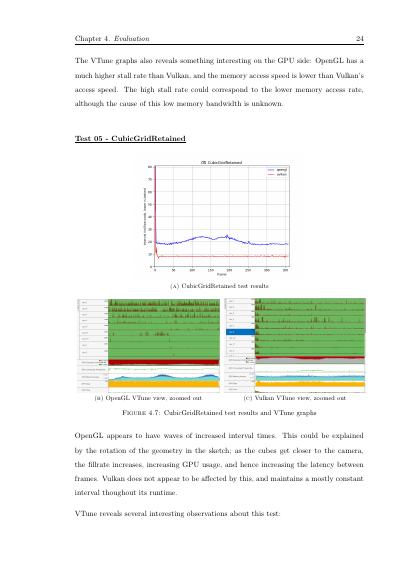 Chapter 4. Evaluation 24
The VTune graphs also reveals something interesting on the GPU side: OpenGL has a
much higher stall rate than Vulkan, and the memory access speed is lower than Vulkan's
access speed. The high stall rate could correspond to the lower memory access rate,
although the cause of this low memory bandwidth is unknown.
Test 05 - CubicGridRetained
05 CubicGridRetained
opengl
vulkan
80
70
60
50
40
30
20
10
0
0 50 100 150 200 250 300 350
Frame
(A) CubicGridRetained test results
(B) OpenGL VTune view, zoomed out
(C) Vulkan VTune view, zoomed out
Figure 4.7: CubicGridRetained test results and VTune graphs
OpenGL appears to have waves of increased interval times. This could be explained
by the rotation of the geometry in the sketch; as the cubes get closer to the camera,
the fillrate increases, increasing GPU usage, and hence increasing the latency between
frames. Vulkan does not appear to be affected by this, and maintains a mostly constant
interval thoughout its runtime.
VTune reveals several interesting observations about this test: